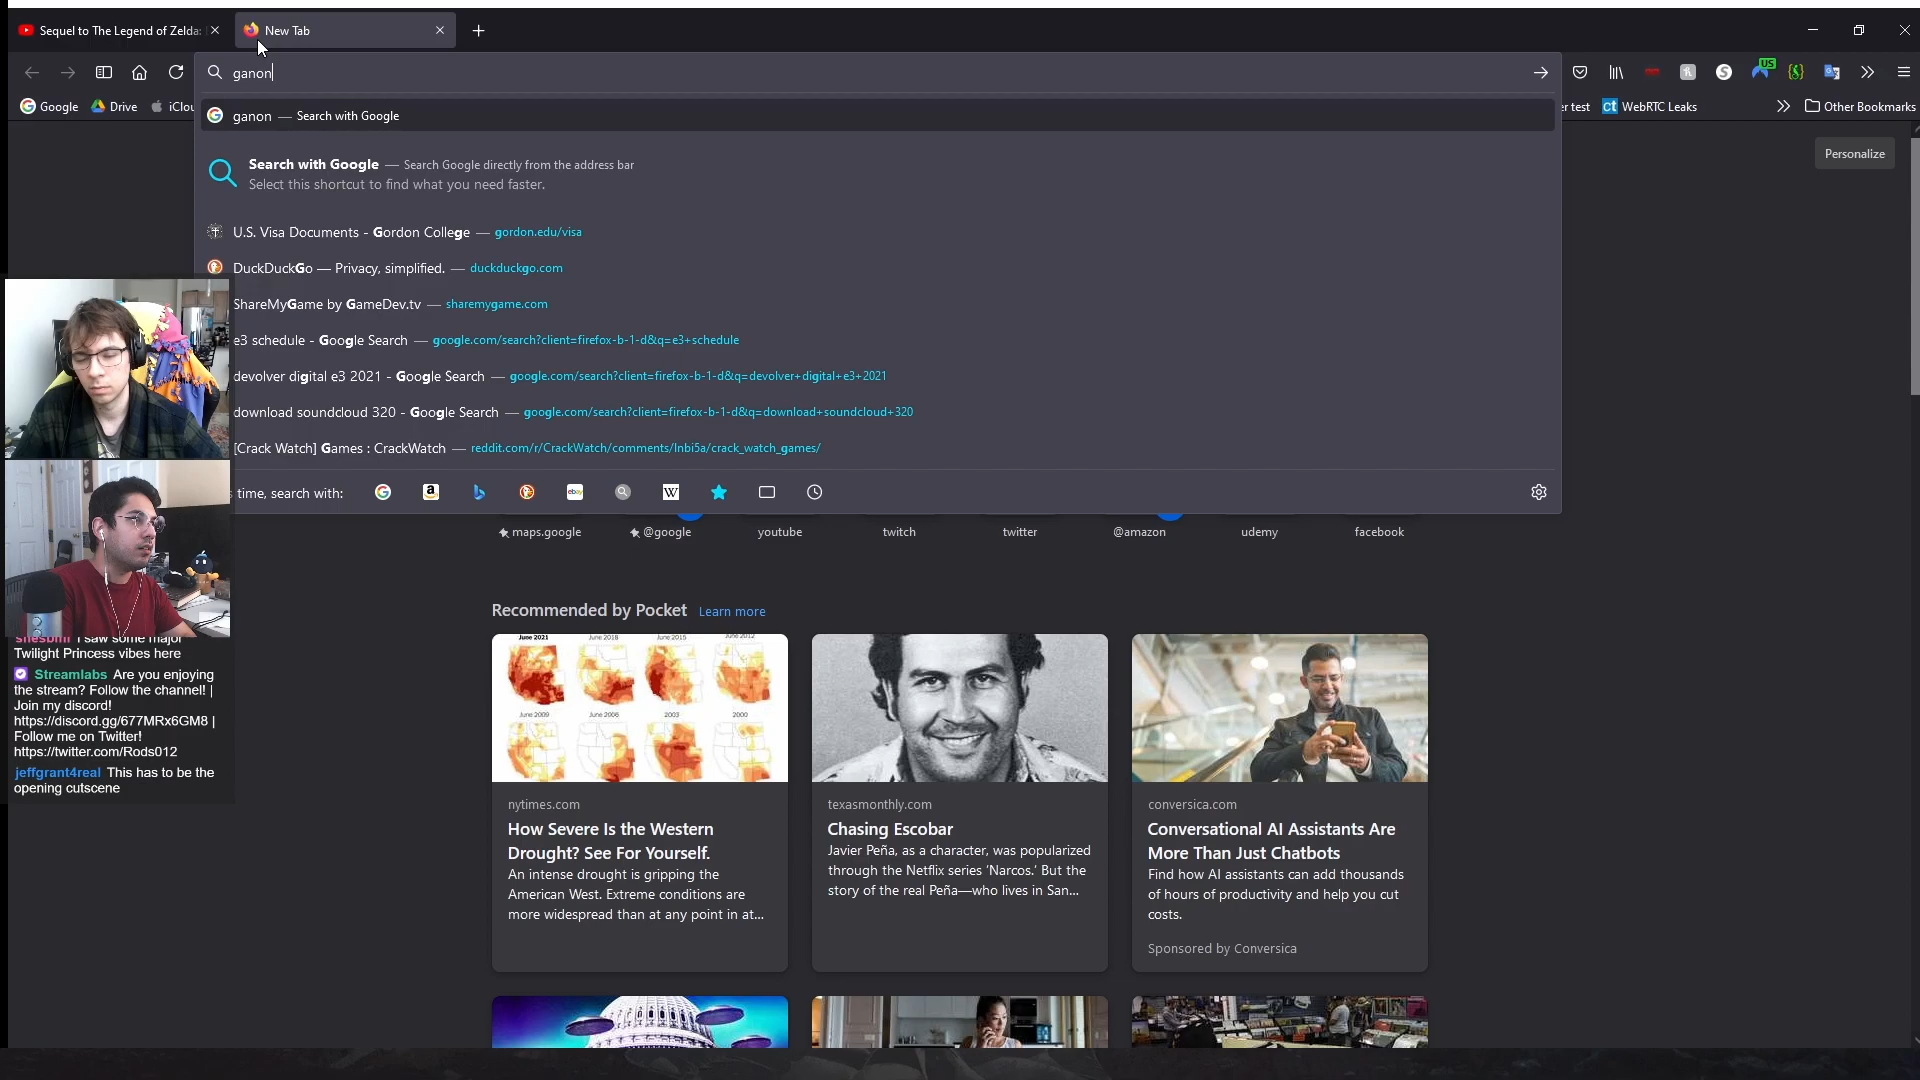 Sequel to The Legend of Zelda:
New Tab
ganon
Google
Drive
iClou
er test
WebRTC Leaks
Other Bookmarks
US
ganon — Search with Google
Search with Google — Search Google directly from the address bar
Select this shortcut to find what you need faster.
Personalize
U.S. Visa Documents - Gordon College — gordon.edu/visa
DuckDuckGo — Privacy, simplified. — duckduckgo.com
ShareMyGame by GameDev.tv — sharemygame.com
e3 schedule - Google Search — google.com/search?client=firefox-b-1-d&q=e3+schedule
devolver digital e3 2021 - Google Search — google.com/search?client=firefox-b-1-d&q=devolver+digital+e3+2021
download soundcloud 320 - Google Search — google.com/search?client=firefox-b-1-d&q=download+soundcloud+320
[Crack Watch] Games : CrackWatch — reddit.com/r/CrackWatch/comments/lnbi5a/crack_watch_games/
s time, search with:
maps.google
@google
youtube
twitch
twitter
@amazon
udemy
facebook
Recommended by Pocket Learn more
June 2021 June 2018 June 2015 June 2012
June 2009 June 2006 2003 2000
nytimes.com
How Severe Is the Western
Drought? See For Yourself.
An intense drought is gripping the
American West. Extreme conditions are
more widespread than at any point in at…
texasmonthly.com
Chasing Escobar
Javier Peña, as a character, was popularized
through the Netflix series 'Narcos.' But the
story of the real Peña—who lives in San…
conversica.com
Conversational AI Assistants Are
More Than Just Chatbots
Find how AI assistants can add thousands
of hours of productivity and help you cut
costs.
Sponsored by Conversica
I saw some major
Twilight Princess vibes here
Streamlabs Are you enjoying
the stream? Follow the channel! |
Join my discord!
https://discord.gg/677MRx6GM8 |
Follow me on Twitter!
https://twitter.com/Rods012
jeffgrant4real This has to be the
opening cutscene